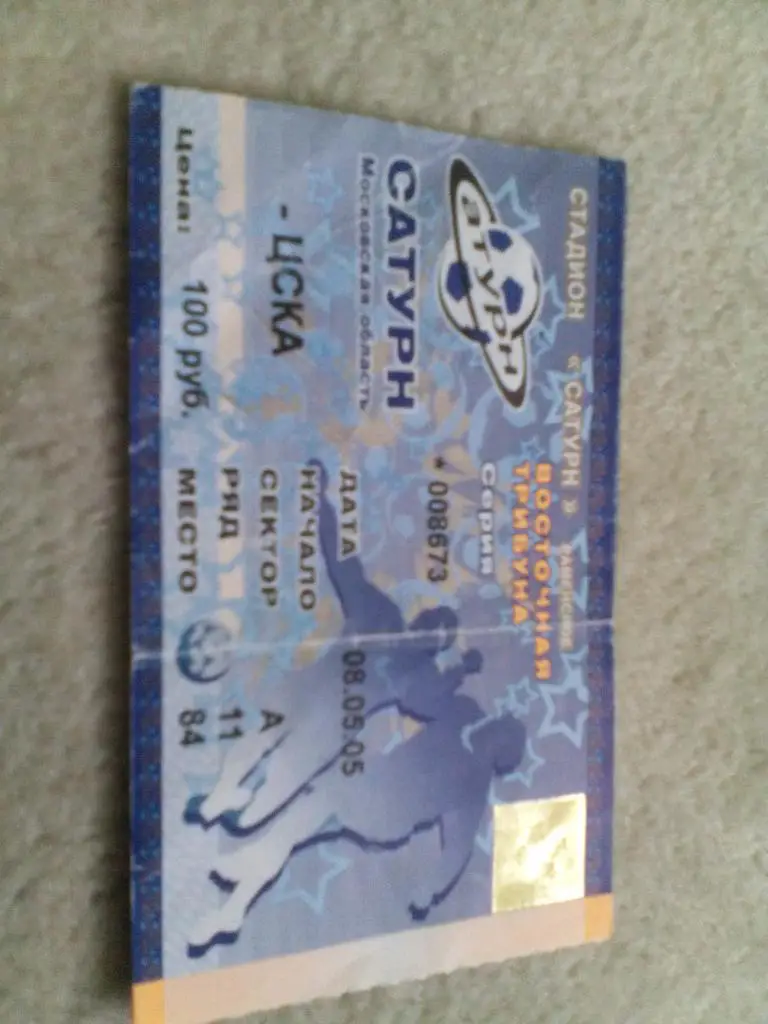 СТАДИОН « САТУРН » РАМЕНСКОЕ
Сатурн
ВОСТОЧНАЯ
ТРИБУНА
Серия
* 008673
САТУРН
Московская область
- ЦСКА
Цена: 100 руб.
ДАТА 08.05.05
НАЧАЛО
СЕКТОР А
РЯД 11
МЕСТО 84